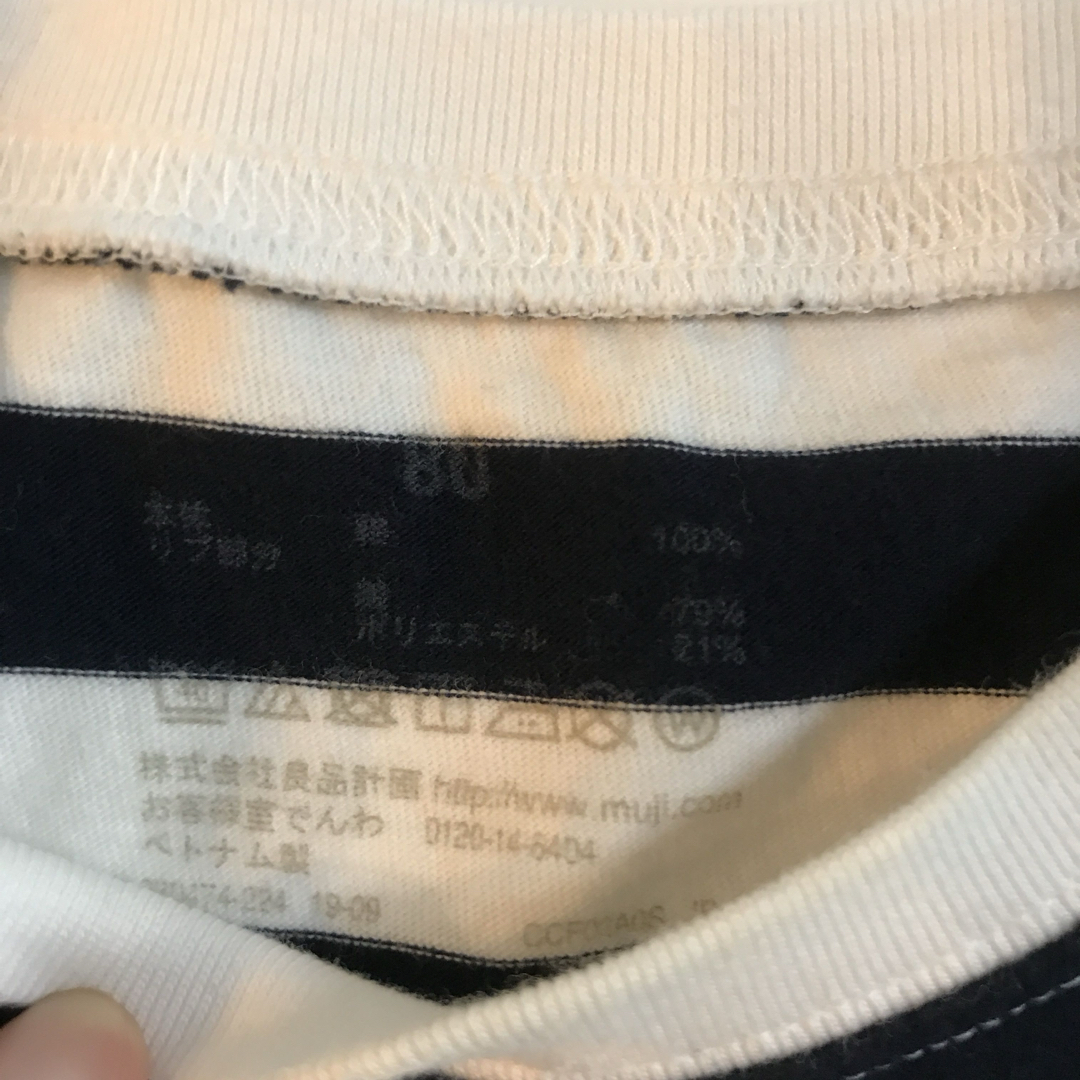 80
本体 綿 100%
リブ部分 綿 79%
ポリエステル 21%
株式会社良品計画 http://www.muji.com
お客様室でんわ 0120-14-6404
ベトナム製
19-09